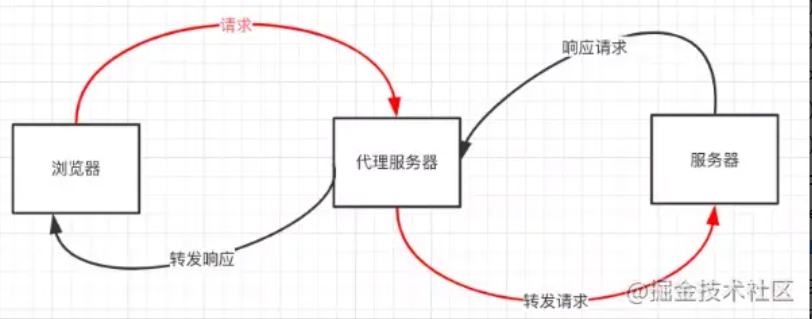 请求
响应请求
浏览器
代理服务器
服务器
转发响应
转发请求
@掘金技术社区